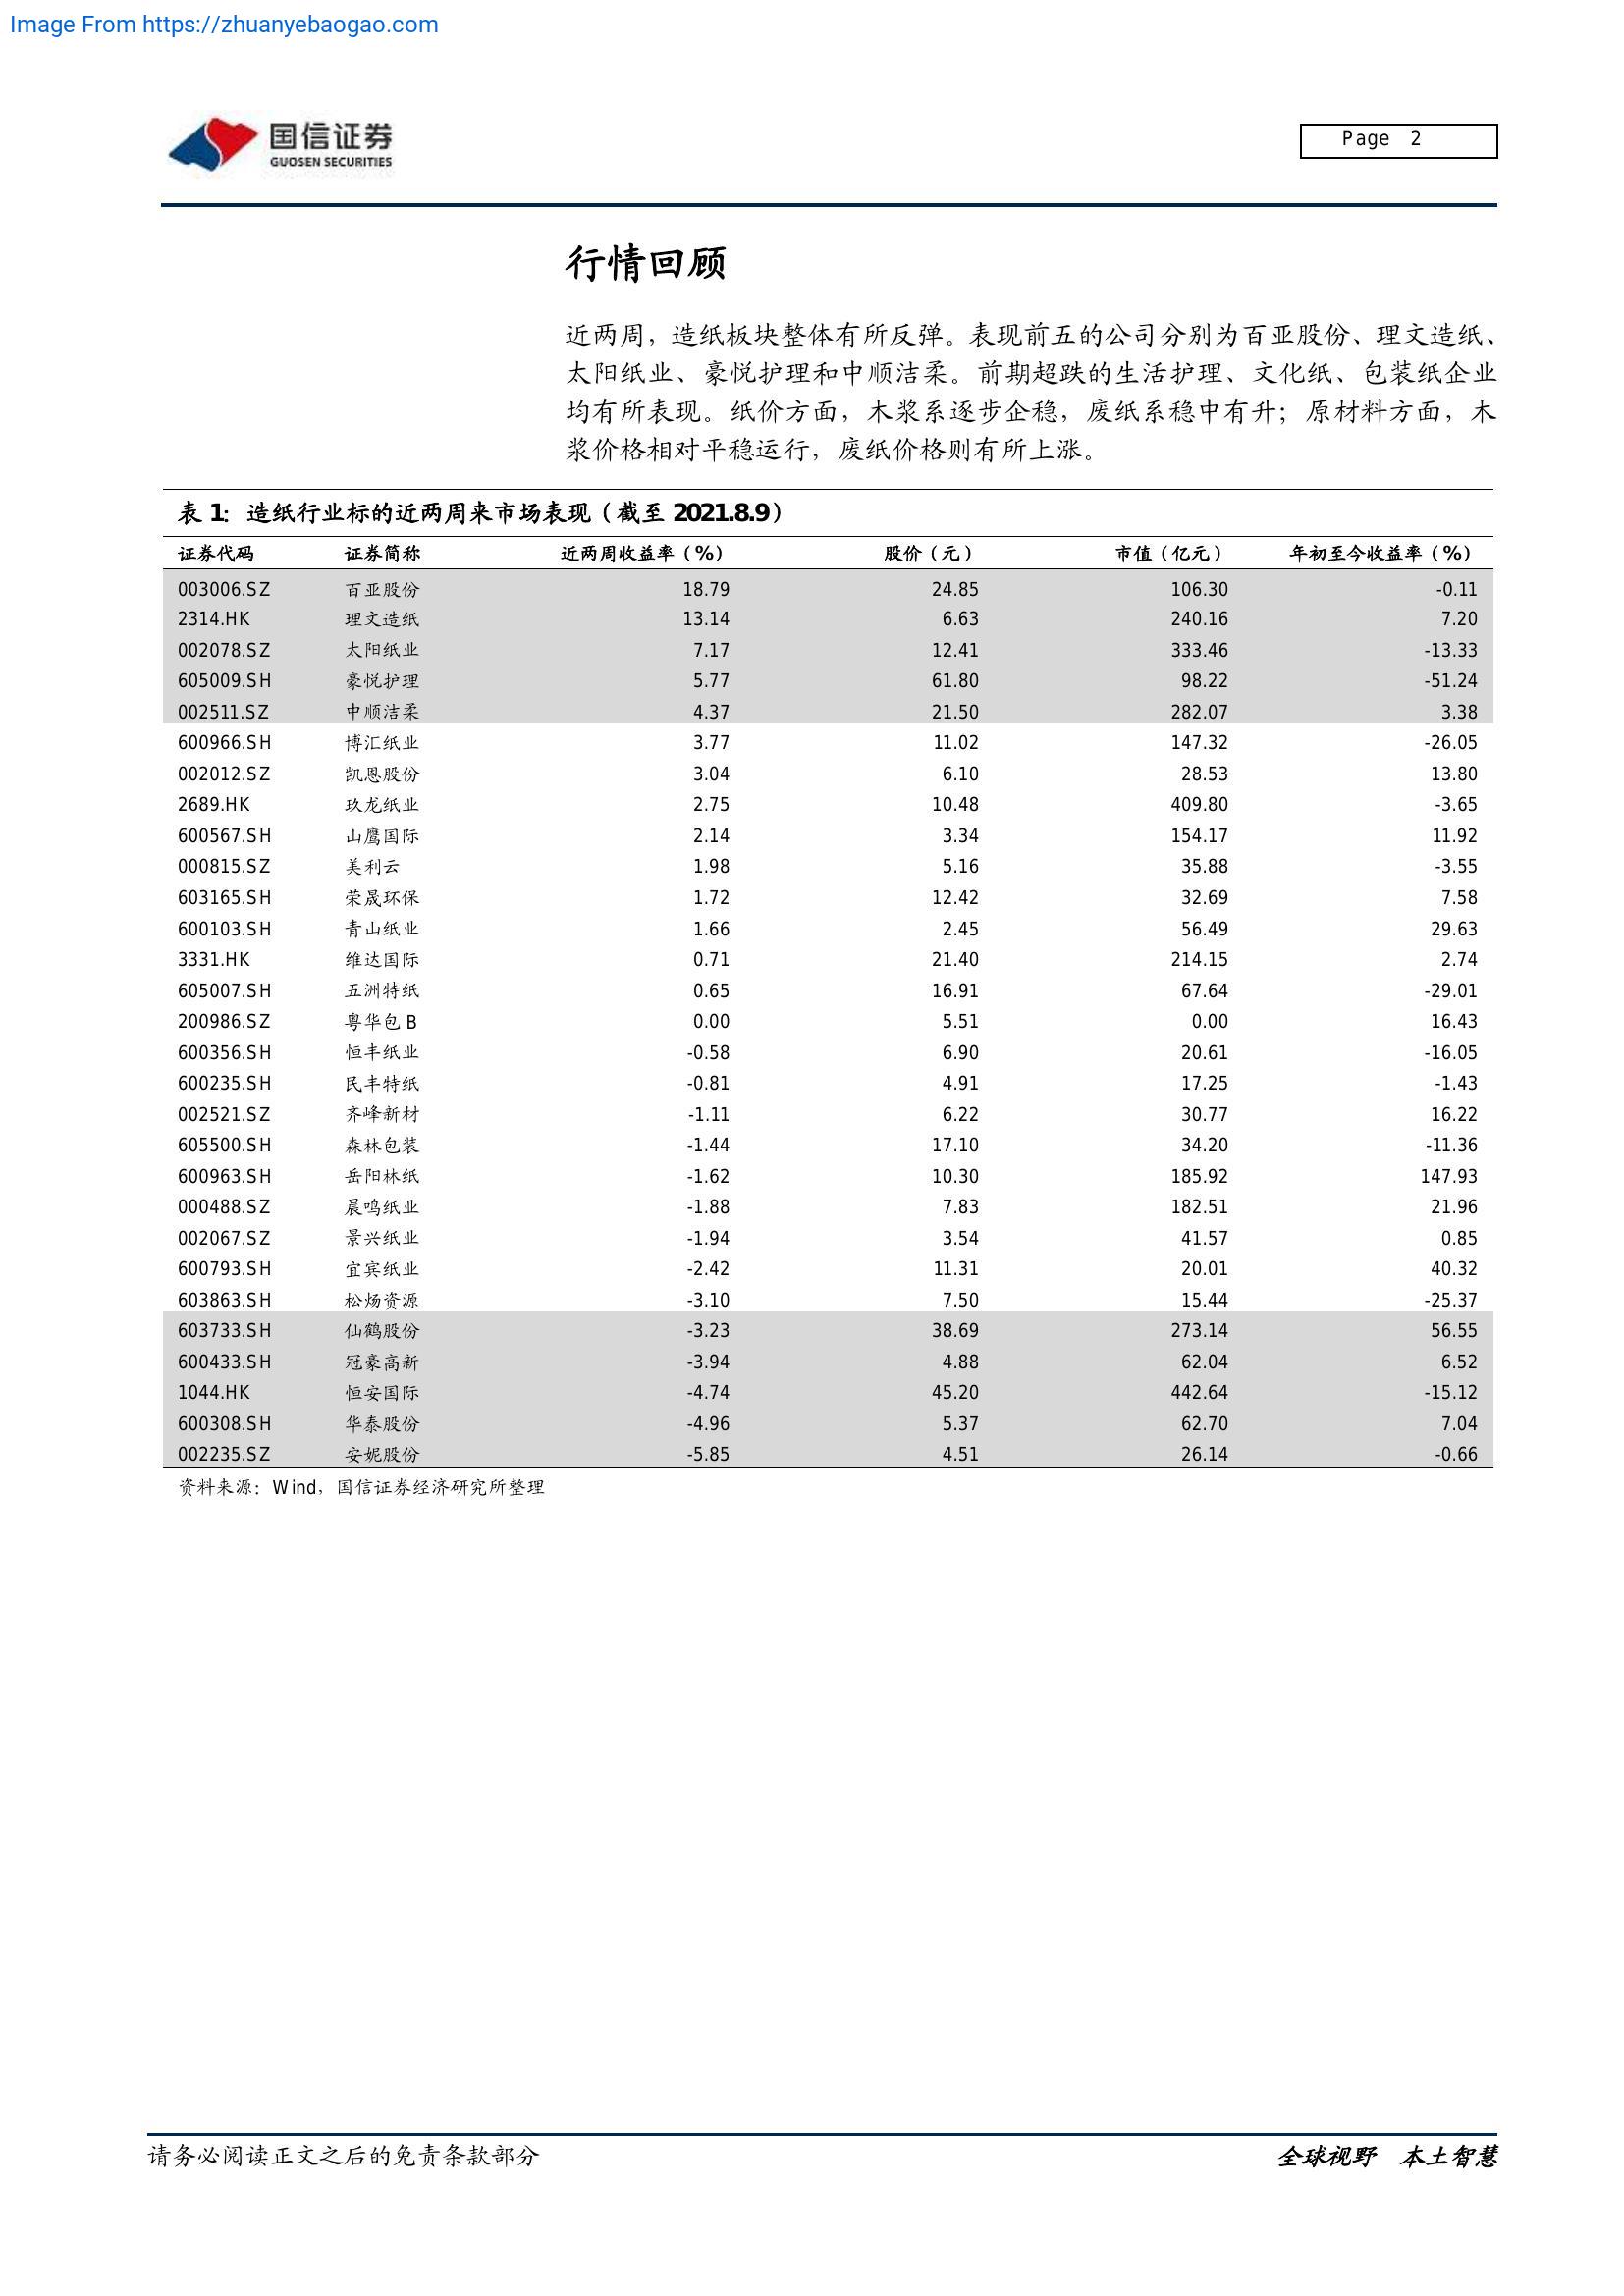 Image From https://zhuanyebaogao.com
国信证券
GUOSEN SECURITIES
Page 2
行情回顾
近两周，造纸板块整体有所反弹。表现前五的公司分别为百亚股份、理文造纸、
太阳纸业、豪悦护理和中顺洁柔。前期超跌的生活护理、文化纸、包装纸企业
均有所表现。纸价方面，木浆系逐步企稳，废纸系稳中有升；原材料方面，木
浆价格相对平稳运行，废纸价格则有所上涨。
表 1：造纸行业标的近两周来市场表现（截至 2021.8.9）
证券代码 证券简称 近两周收益率（%） 股价（元） 市值（亿元） 年初至今收益率（%）
003006.SZ 百亚股份 18.79 24.85 106.30 -0.11
2314.HK 理文造纸 13.14 6.63 240.16 7.20
002078.SZ 太阳纸业 7.17 12.41 333.46 -13.33
605009.SH 豪悦护理 5.77 61.80 98.22 -51.24
002511.SZ 中顺洁柔 4.37 21.50 282.07 3.38
600966.SH 博汇纸业 3.77 11.02 147.32 -26.05
002012.SZ 凯恩股份 3.04 6.10 28.53 13.80
2689.HK 玖龙纸业 2.75 10.48 409.80 -3.65
600567.SH 山鹰国际 2.14 3.34 154.17 11.92
000815.SZ 美利云 1.98 5.16 35.88 -3.55
603165.SH 荣晟环保 1.72 12.42 32.69 7.58
600103.SH 青山纸业 1.66 2.45 56.49 29.63
3331.HK 维达国际 0.71 21.40 214.15 2.74
605007.SH 五洲特纸 0.65 16.91 67.64 -29.01
200986.SZ 粤华包 B 0.00 5.51 0.00 16.43
600356.SH 恒丰纸业 -0.58 6.90 20.61 -16.05
600235.SH 民丰特纸 -0.81 4.91 17.25 -1.43
002521.SZ 齐峰新材 -1.11 6.22 30.77 16.22
605500.SH 森林包装 -1.44 17.10 34.20 -11.36
600963.SH 岳阳林纸 -1.62 10.30 185.92 147.93
000488.SZ 晨鸣纸业 -1.88 7.83 182.51 21.96
002067.SZ 景兴纸业 -1.94 3.54 41.57 0.85
600793.SH 宜宾纸业 -2.42 11.31 20.01 40.32
603863.SH 松炀资源 -3.10 7.50 15.44 -25.37
603733.SH 仙鹤股份 -3.23 38.69 273.14 56.55
600433.SH 冠豪高新 -3.94 4.88 62.04 6.52
1044.HK 恒安国际 -4.74 45.20 442.64 -15.12
600308.SH 华泰股份 -4.96 5.37 62.70 7.04
002235.SZ 安妮股份 -5.85 4.51 26.14 -0.66
资料来源：Wind，国信证券经济研究所整理
请务必阅读正文之后的免责条款部分
全球视野 本土智慧